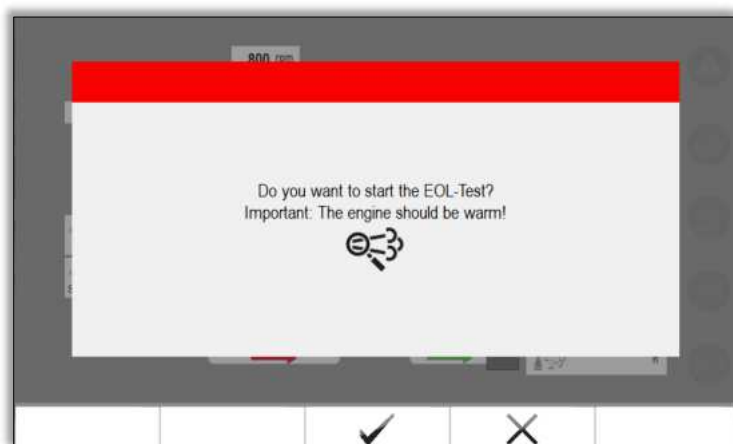 800 rpm
Do you want to start the EOL-Test?
Important: The engine should be warm!